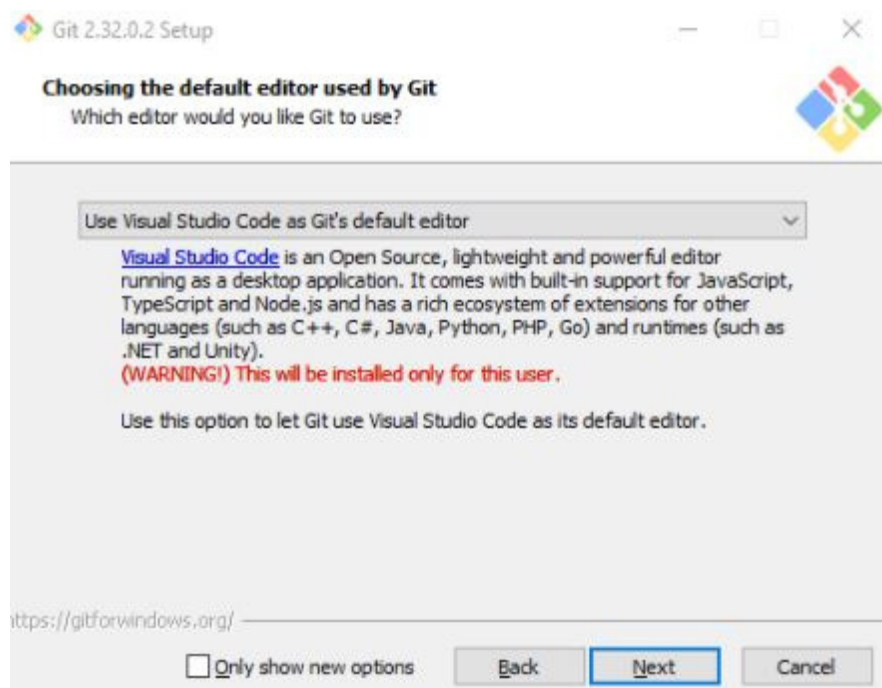 Git 2.32.0.2 Setup
Choosing the default editor used by Git
Which editor would you like Git to use?
Use Visual Studio Code as Git's default editor
Visual Studio Code is an Open Source, lightweight and powerful editor
running as a desktop application. It comes with built-in support for JavaScript,
TypeScript and Node.js and has a rich ecosystem of extensions for other
languages (such as C++, C#, Java, Python, PHP, Go) and runtimes (such as
.NET and Unity).
(WARNING!) This will be installed only for this user.
Use this option to let Git use Visual Studio Code as its default editor.
ttps://gitforwindows.org/
Only show new options
Back
Next
Cancel